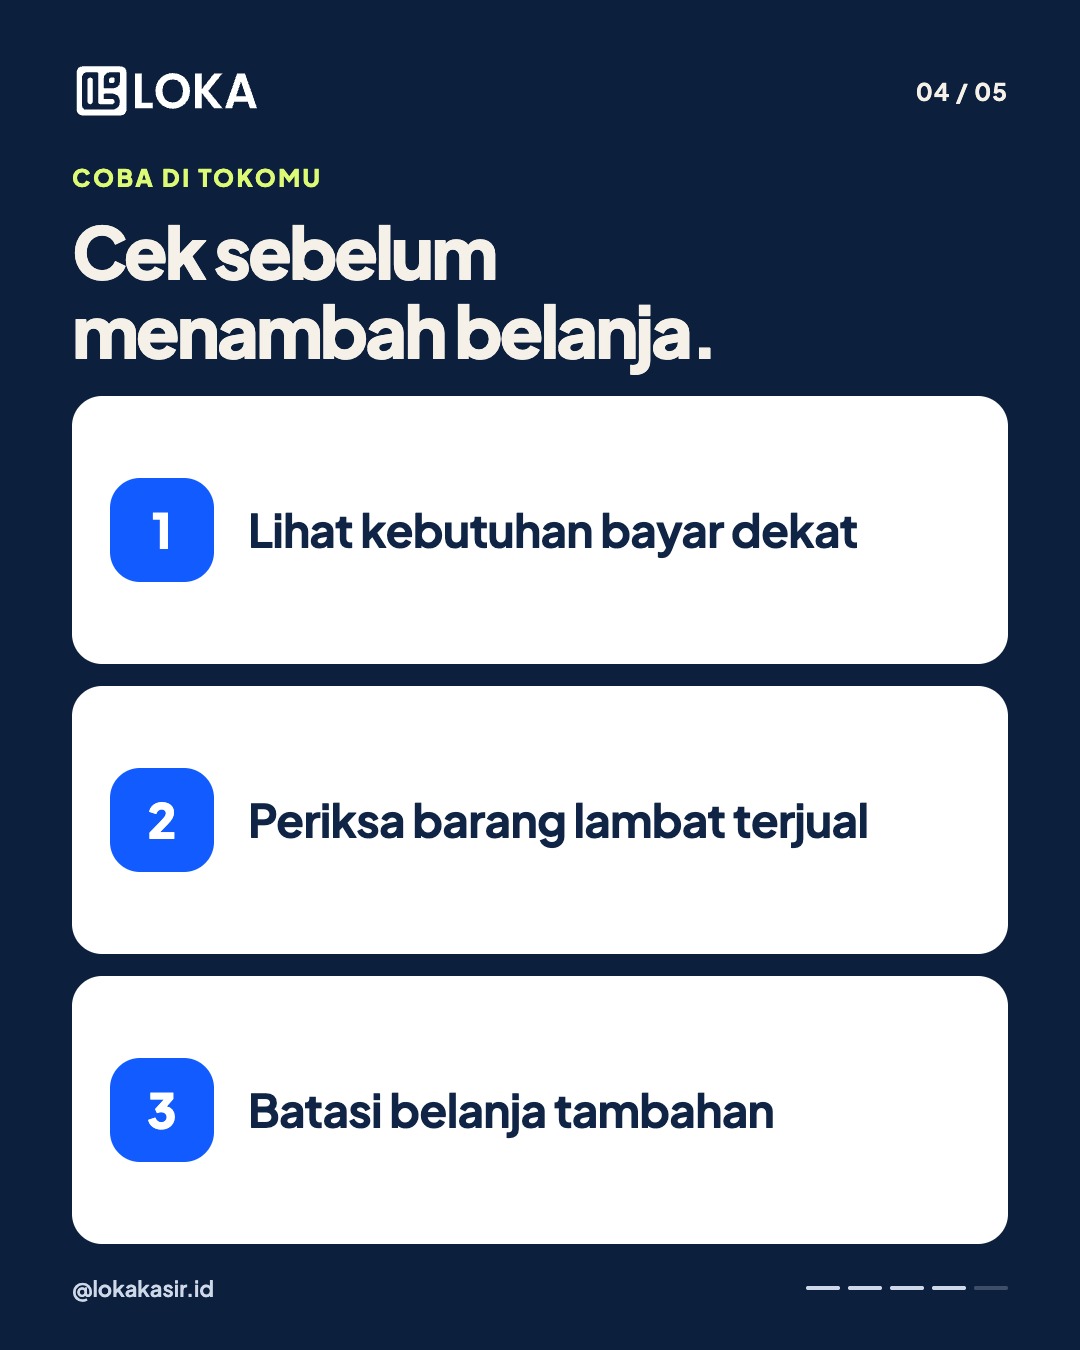 LOKA
04 / 05
COBA DI TOKOMU
Cek sebelum
menambah belanja.
1
Lihat kebutuhan bayar dekat
2
Periksa barang lambat terjual
3
Batasi belanja tambahan
@lokakasir.id